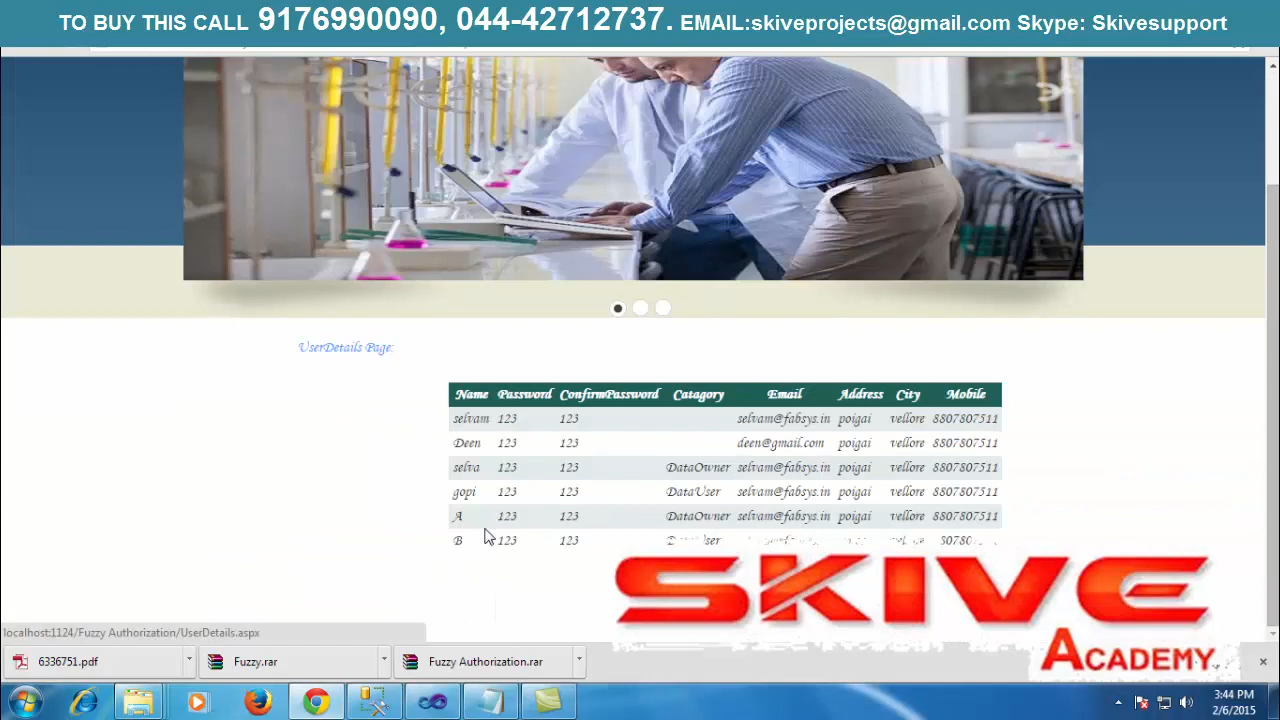 TO BUY THIS CALL 9176990090, 044-42712737. EMAIL:skiveprojects@gmail.com Skype: Skivesupport
UserDetails Page:
Name Password ConfirmPassword Catagory Email Address City Mobile
selvam 123 123 selvam@fabsys.in poigai vellore 8807807511
Deen 123 123 deen@gmail.com poigai vellore 8807807511
selva 123 123 DataOwner selvam@fabsys.in poigai vellore 8807807511
gopi 123 123 DataUser selvam@fabsys.in poigai vellore 8807807511
A 123 123 DataOwner selvam@fabsys.in poigai vellore 8807807511
B 123 123
SKIVE
ACADEMY
localhost:1124/Fuzzy Authorization/UserDetails.aspx
6336751.pdf Fuzzy.rar Fuzzy Authorization.rar
3:44 PM
2/6/2015